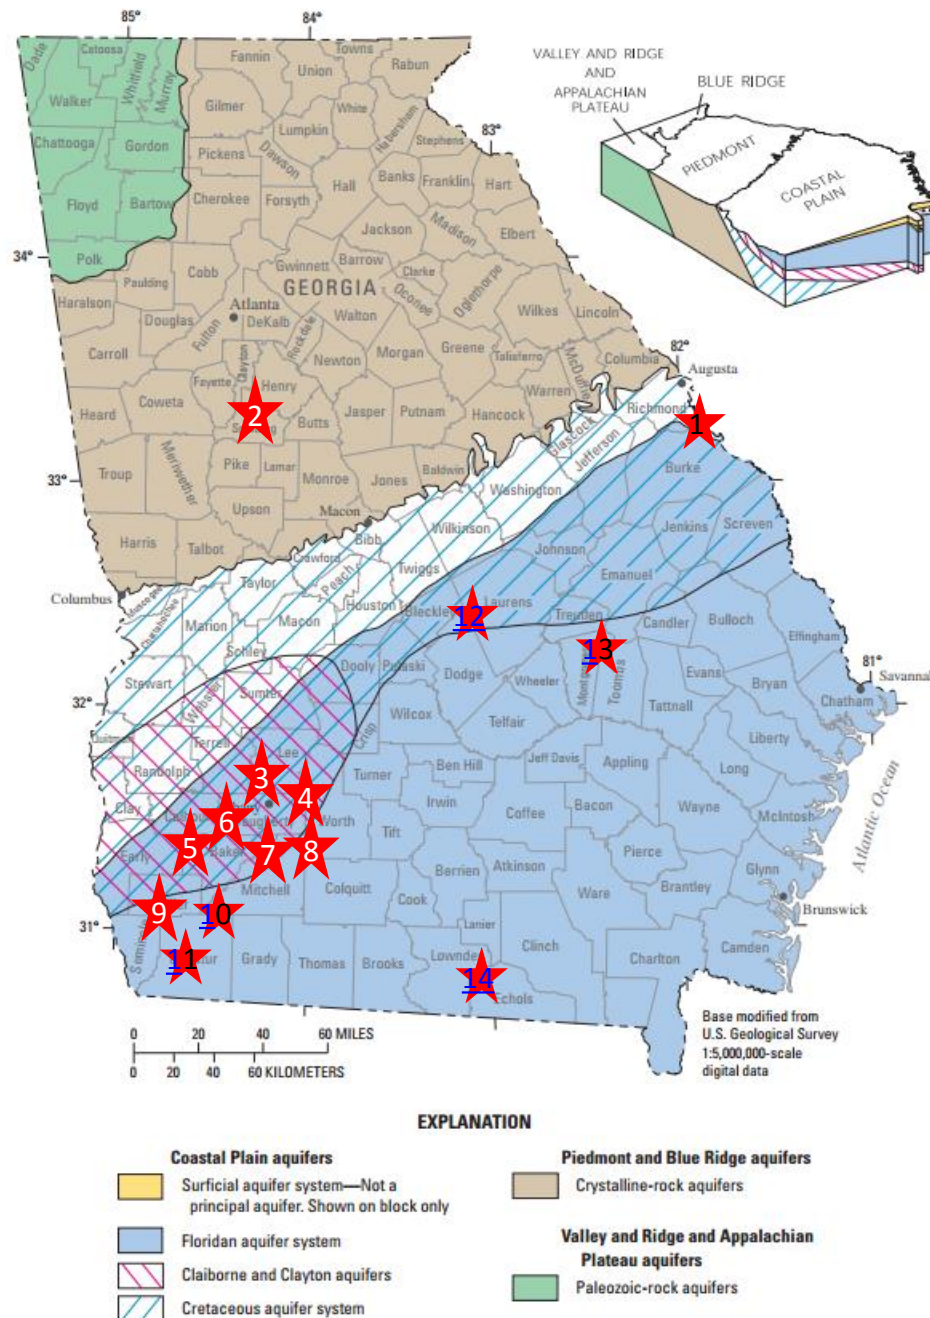 85°
84°
VALLEY AND RIDGE
AND
APPALACHIAN
PLATEAU
BLUE RIDGE
PIEDMONT
COASTAL
PLAIN
Dade
Catoosa
Whitfield
Murray
Fannin
Towns
Union
Rabun
Walker
Gilmer
White
Habersham
Lumpkin
Stephens
83°
Chattooga
Gordon
Pickens
Dawson
Banks
Franklin
Hart
Hall
Floyd
Bartow
Cherokee
Forsyth
Jackson
Madison
Elbert
34°
Polk
Cobb
Gwinnett
Barrow
Clarke
Oconee
Oglethorpe
Paulding
GEORGIA
Haralson
Atlanta
Wilkes
Lincoln
Douglas
Fulton
DeKalb
Rockdale
Walton
82°
Carroll
Clayton
Newton
Morgan
Greene
Taliaferro
McDuffie
Columbia
Augusta
Fayette
Henry
Warren
Heard
Coweta
2
Butts
Jasper
Putnam
Hancock
Glascock
Richmond
1
Jefferson
Meriwether
Pike
Lamar
Burke
33°
Troup
Monroe
Jones
Baldwin
Washington
Upson
Macon
Wilkinson
Jenkins
Screven
Harris
Talbot
Bibb
Crawford
Johnson
Twiggs
Peach
Emanuel
Columbus
Muscogee
Taylor
Chattahoochee
Houston
Bleckley
Laurens
Treutlen
12
Candler
Bulloch
Marion
Macon
Effingham
Schley
13
81°
Savannah
Stewart
Dooly
Pulaski
Dodge
Wheeler
Toombs
Evans
Bryan
Chatham
Webster
Sumter
Tattnall
32°
Quitman
Wilcox
Telfair
Liberty
Terrell
Crisp
Randolph
Lee
Jeff Davis
Appling
Long
3
Turner
Ben Hill
Clay
4
Irwin
Coffee
Bacon
Wayne
McIntosh
6
Worth
5
Tift
Early
Baker
7
8
Pierce
Atlantic Ocean
Berrien
Atkinson
Glynn
Mitchell
Colquitt
Ware
Brantley
9
10
Cook
Brunswick
31°
Lanier
Clinch
11
Grady
Thomas
Brooks
Charlton
Camden
14
Echols
0 20 40 60 MILES
0 20 40 60 KILOMETERS
Base modified from
U.S. Geological Survey
1:5,000,000-scale
digital data
EXPLANATION
Coastal Plain aquifers
Surficial aquifer system—Not a
principal aquifer. Shown on block only
Floridan aquifer system
Claiborne and Clayton aquifers
Cretaceous aquifer system
Piedmont and Blue Ridge aquifers
Crystalline-rock aquifers
Valley and Ridge and Appalachian
Plateau aquifers
Paleozoic-rock aquifers